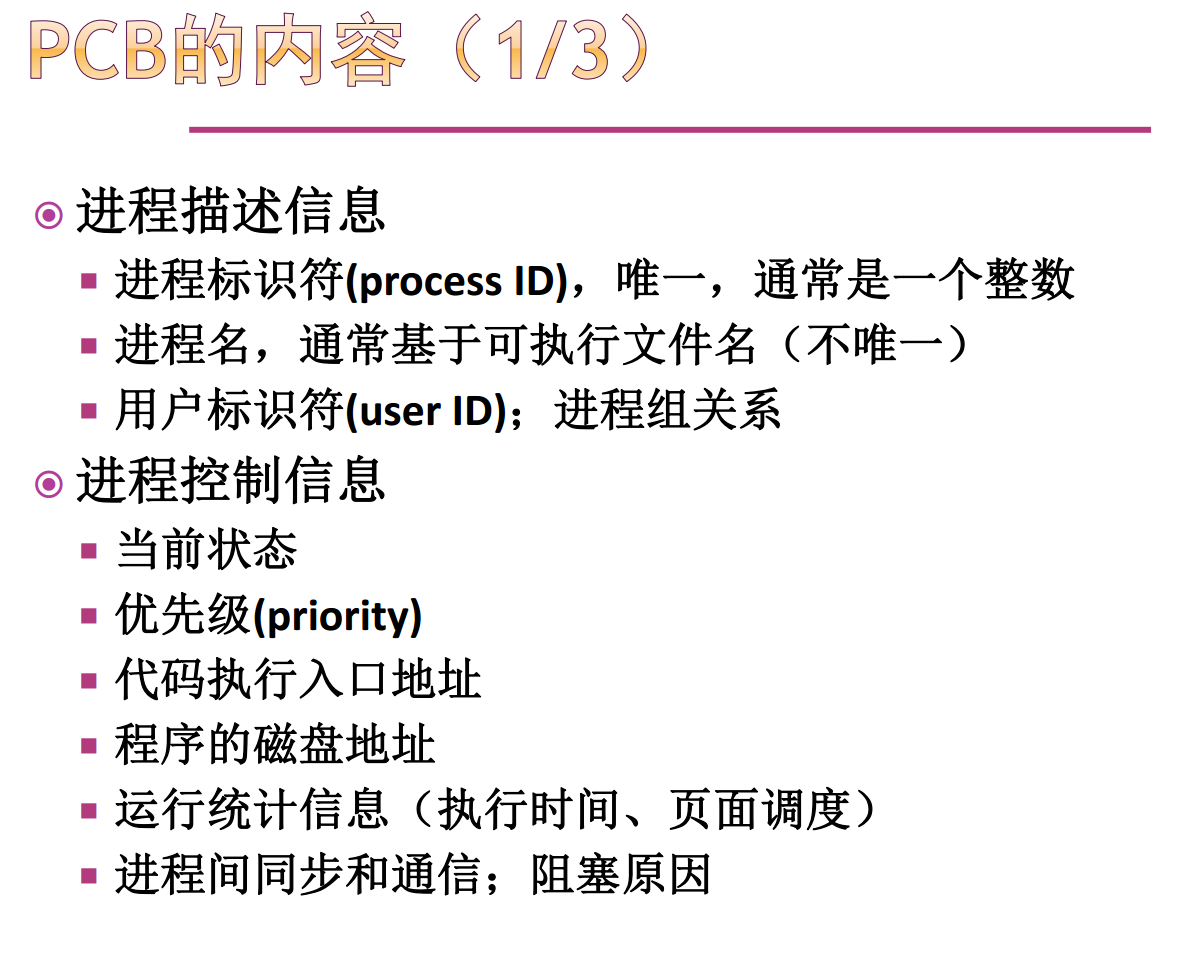 PCB的内容（1/3）
进程描述信息
进程标识符(process ID)，唯一，通常是一个整数
进程名，通常基于可执行文件名（不唯一）
用户标识符(user ID)；进程组关系
进程控制信息
当前状态
优先级(priority)
代码执行入口地址
程序的磁盘地址
运行统计信息（执行时间、页面调度）
进程间同步和通信；阻塞原因